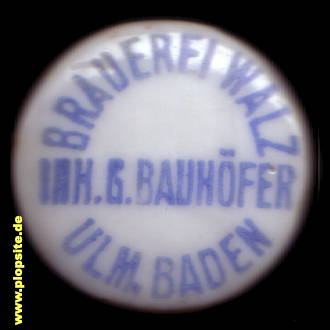 BRAUEREI WALZ
INH. B. BAUHÖFER
ULM. BADEN
www.plopsite.de